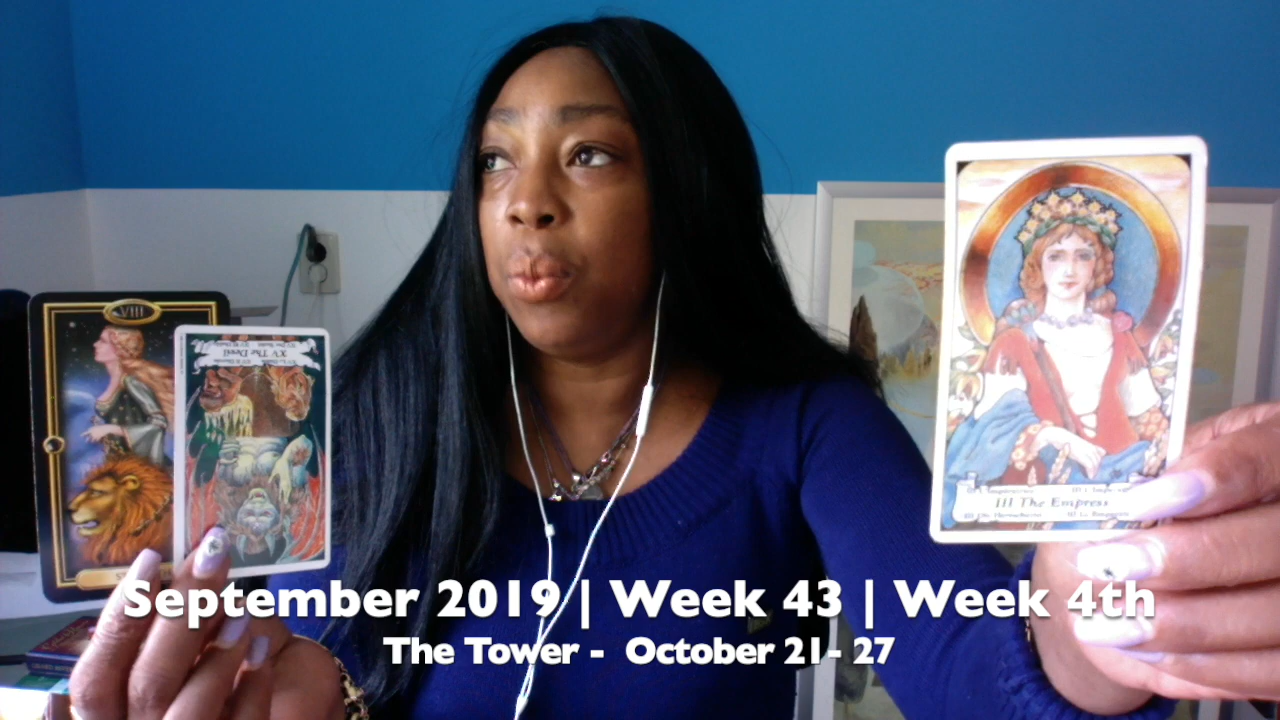 VIII
XV The Devil
III The Empress
September 2019 | Week 43 | Week 4th
The Tower - October 21- 27